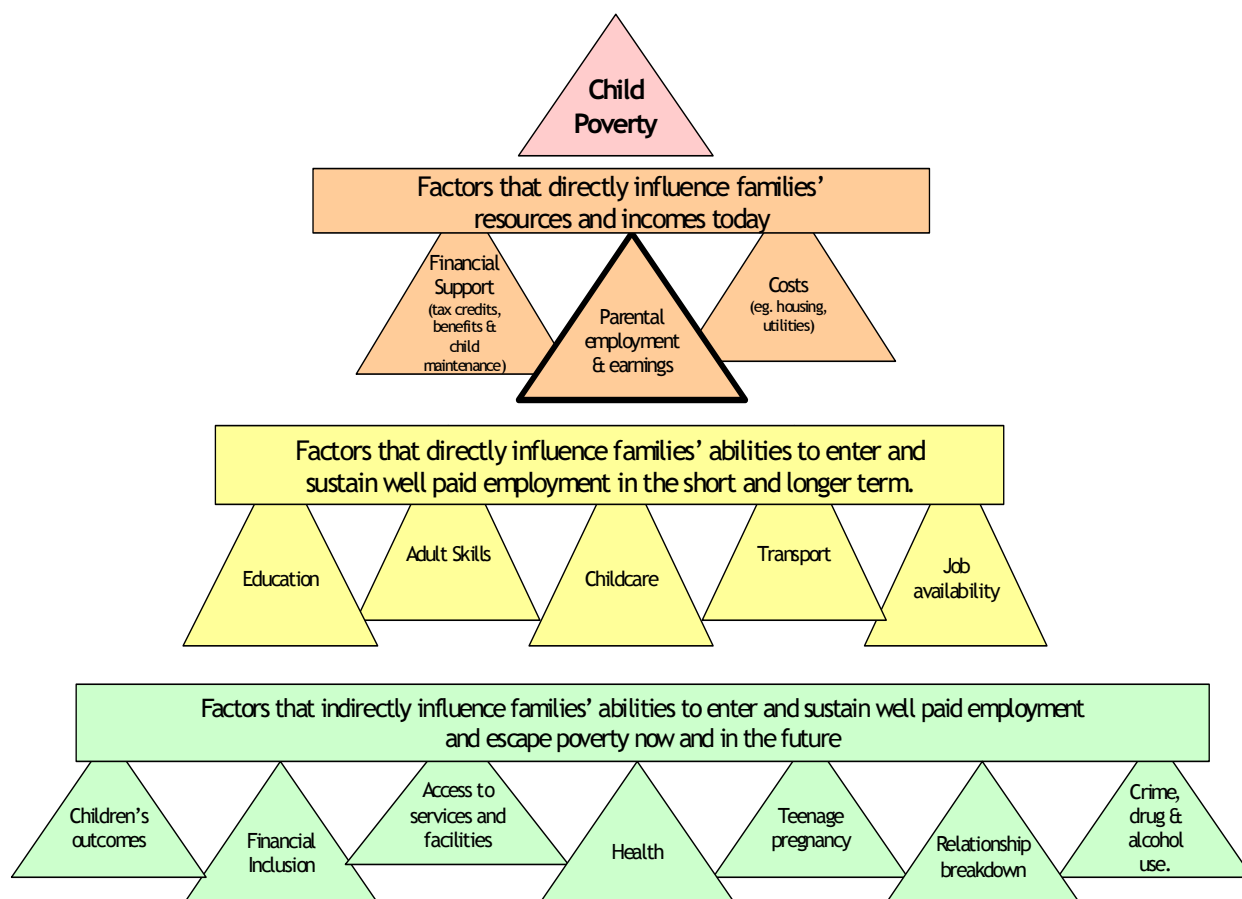 Child
Poverty
Factors that directly influence families’
resources and incomes today
Financial
Support
(tax credits,
benefits &
child
maintenance)
Parental
employment
& earnings
Costs
(eg. housing,
utilities)
Factors that directly influence families’ abilities to enter and
sustain well paid employment in the short and longer term.
Education
Adult Skills
Childcare
Transport
Job
availability
Factors that indirectly influence families’ abilities to enter and sustain well paid employment
and escape poverty now and in the future
Children’s
outcomes
Financial
Inclusion
Access to
services and
facilities
Health
Teenage
pregnancy
Relationship
breakdown
Crime,
drug &
alcohol
use.